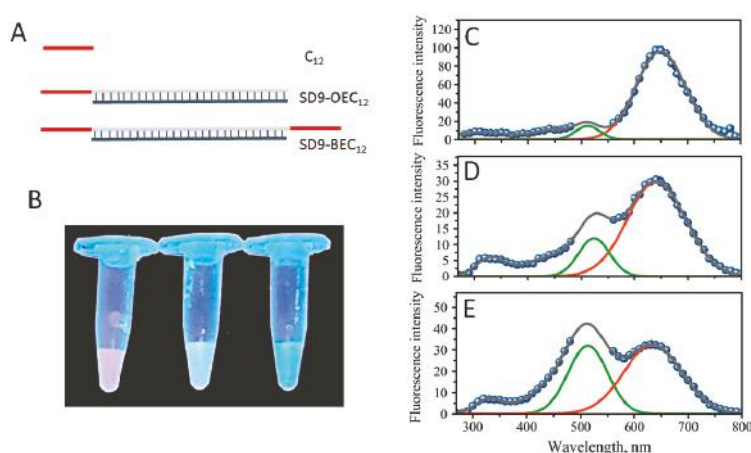 A
C₁₂
SD9-OEC₁₂
SD9-BEC₁₂
B
C
Fluorescence intensity
120
100
80
60
40
20
0
D
Fluorescence intensity
35
30
25
20
15
10
5
0
E
Fluorescence intensity
50
40
30
20
10
0
300 400 500 600 700 800
Wavelength, nm